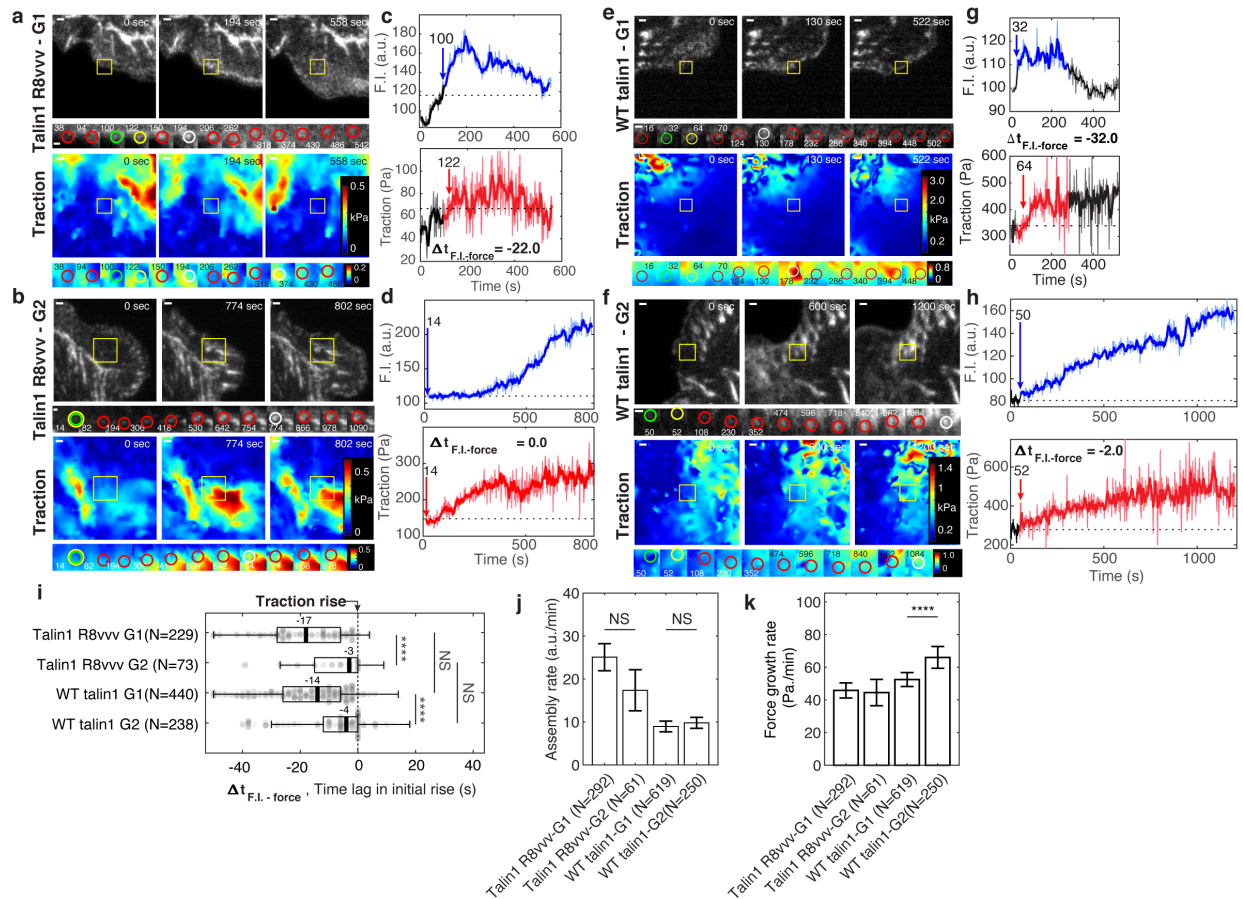 a
Talin1 R8vvv - G1
0 sec
194 sec
558 sec
38 94 100 122 150 194 206 262
318 374 430 486 542
Traction
0 sec
194 sec
558 sec
0.5
kPa
0
38 94 100 122 150 194 206 262
318 374 430 486
0.2
0
c
F.I. (a.u.)
180
160
140
120
100
100
0 200 400 600
Traction (Pa)
100
80
60
40
122
Δt F.I.-force = -22.0
0 200 400 600
Time (s)
e
WT talin1 - G1
0 sec
130 sec
522 sec
16 32 64 70
124 130 178 232 286 340 394 448 502
Traction
0 sec
130 sec
522 sec
3.0
2.0
1.0
kPa
16 32 64 70 124 130
178 232 286 340 394 448
0.8
0
g
F.I. (a.u.)
120
110
100
90
32
0 200 400
Δt F.I.-force = -32.0
Traction (Pa)
600
500
400
300
64
0 200 400
Time (s)
b
Talin1 R8vvv - G2
0 sec
774 sec
802 sec
14 82 194 306 418 530 642 754 774 866 978 1090
Traction
0 sec
774 sec
802 sec
0.5
kPa
0
14 82 194
0.5
0
d
F.I. (a.u.)
200
150
100
14
0 500 800
Traction (Pa)
300
200
100
14
Δt F.I.-force = 0.0
0 500 800
Time (s)
f
WT talin1 - G2
0 sec
600 sec
1200 sec
50 52 108 230 352
474 596 718 840 962 1084
Traction
0 sec
1.4
1
kPa
0.2
50 52 108 230 352
474 596 718 840 1084
1.0
0
h
F.I. (a.u.)
160
140
120
100
80
50
0 500 1000
Traction (Pa)
600
400
200
52
Δt F.I.-force = -2.0
0 500 1000
Time (s)
i
Traction rise
Talin1 R8vvv G1(N=229)
Talin1 R8vvv G2 (N=73)
WT talin1 G1(N=440)
WT talin1 G2 (N=238)
-17
-3
-14
-4
****
****
NS
NS
-40 -20 0 20 40
Δt F.I. - force , Time lag in initial rise (s)
j
Assembly rate (a.u./min)
40
30
20
10
0
NS
NS
Talin1 R8vvv-G1 (N=292)
Talin1 R8vvv-G2 (N=61)
WT talin1-G1 (N=619)
WT talin1-G2 (N=250)
k
Force growth rate
(Pa./min)
100
80
60
40
20
0
****
Talin1 R8vvv-G1 (N=292)
Talin1 R8vvv-G2 (N=61)
WT talin1-G1 (N=619)
WT talin1-G2(N=250)